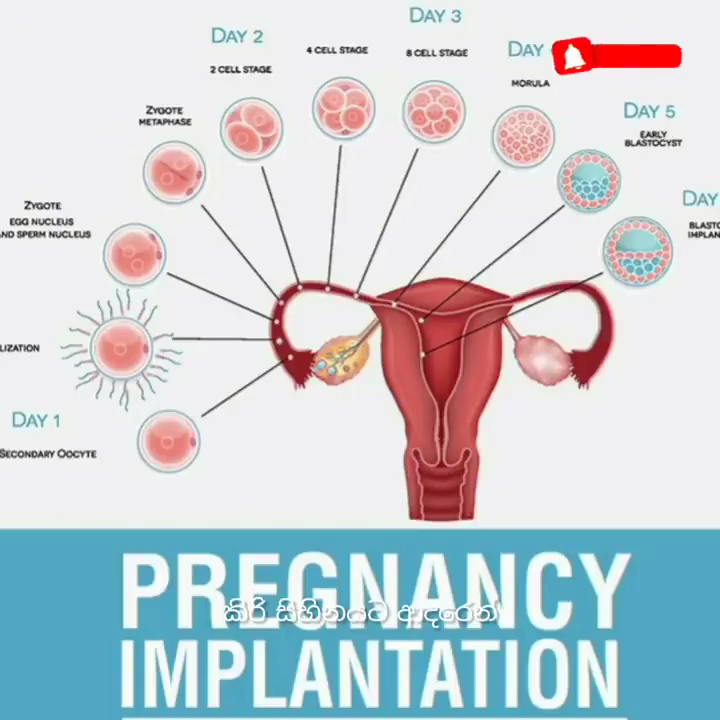 DAY 3
DAY 2
4 CELL STAGE
8 CELL STAGE
DAY
2 CELL STAGE
MORULA
DAY 5
ZYGOTE
METAPHASE
EARLY
BLASTOCYST
DAY
ZYGOTE
EGG NUCLEUS
AND SPERM NUCLEUS
BLASTO
IMPLAN
LIZATION
DAY 1
SECONDARY OOCYTE
PREGNANCY
කිරි සිහිනයට ආදරෙන්
IMPLANTATION